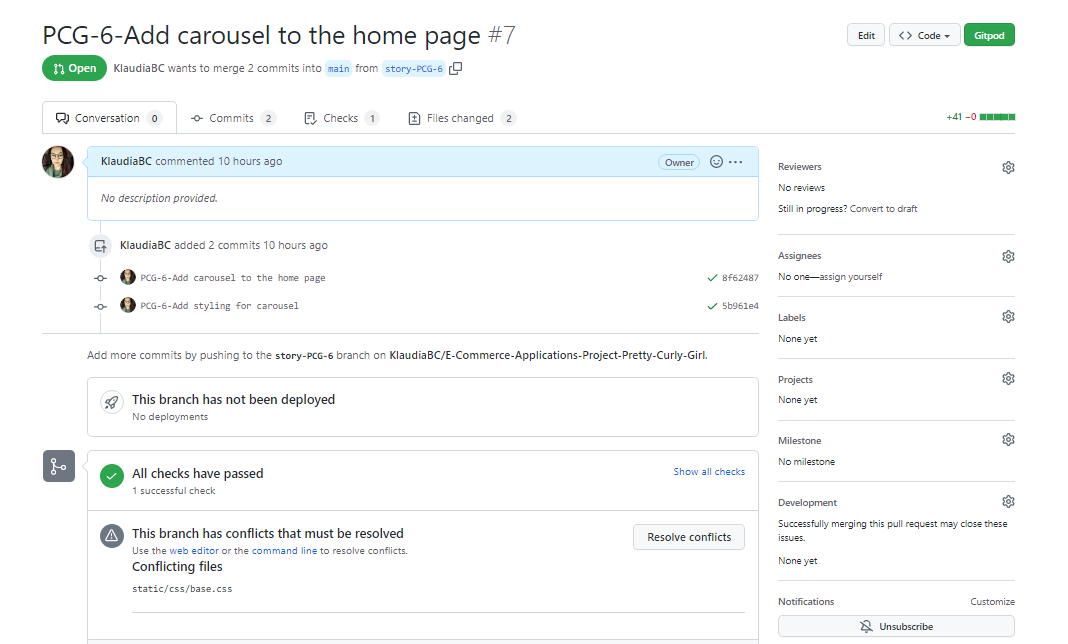 PCG-6-Add carousel to the home page #7
Edit
Code
Gitpod
Open
KlaudiaBC wants to merge 2 commits into main from story-PCG-6
Conversation 0
Commits 2
Checks 1
Files changed 2
+41 −0
KlaudiaBC commented 10 hours ago
Owner
No description provided.
KlaudiaBC added 2 commits 10 hours ago
PCG-6-Add carousel to the home page
8f62487
PCG-6-Add styling for carousel
5b961e4
Add more commits by pushing to the story-PCG-6 branch on KlaudiaBC/E-Commerce-Applications-Project-Pretty-Curly-Girl.
This branch has not been deployed
No deployments
All checks have passed
1 successful check
Show all checks
This branch has conflicts that must be resolved
Use the web editor or the command line to resolve conflicts.
Resolve conflicts
Conflicting files
static/css/base.css
Reviewers
No reviews
Still in progress? Convert to draft
Assignees
No one—assign yourself
Labels
None yet
Projects
None yet
Milestone
No milestone
Development
Successfully merging this pull request may close these
issues.
None yet
Notifications
Customize
Unsubscribe